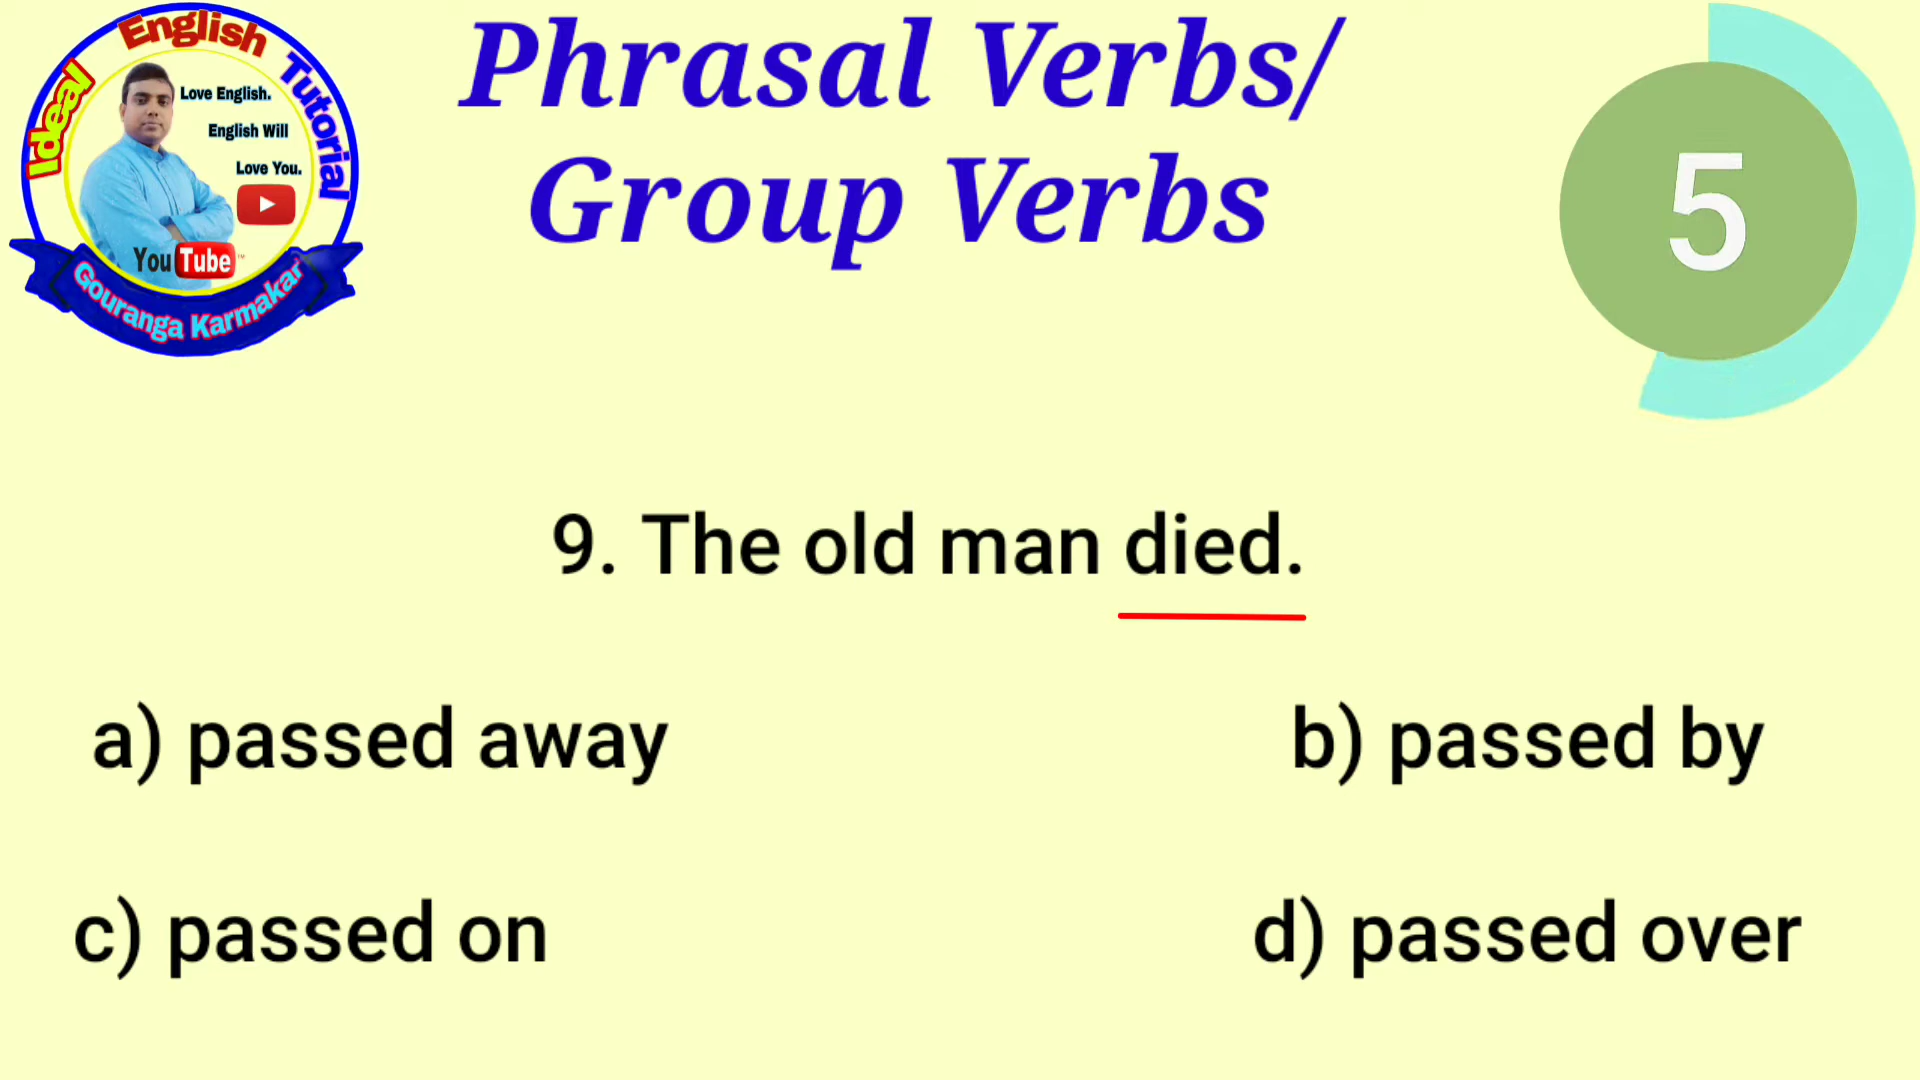 Ideal English Tutorial
Love English.
English Will
Love You.
YouTube
Gouranga Karmakar
Phrasal Verbs/
Group Verbs
5
9. The old man died.
a) passed away
b) passed by
c) passed on
d) passed over